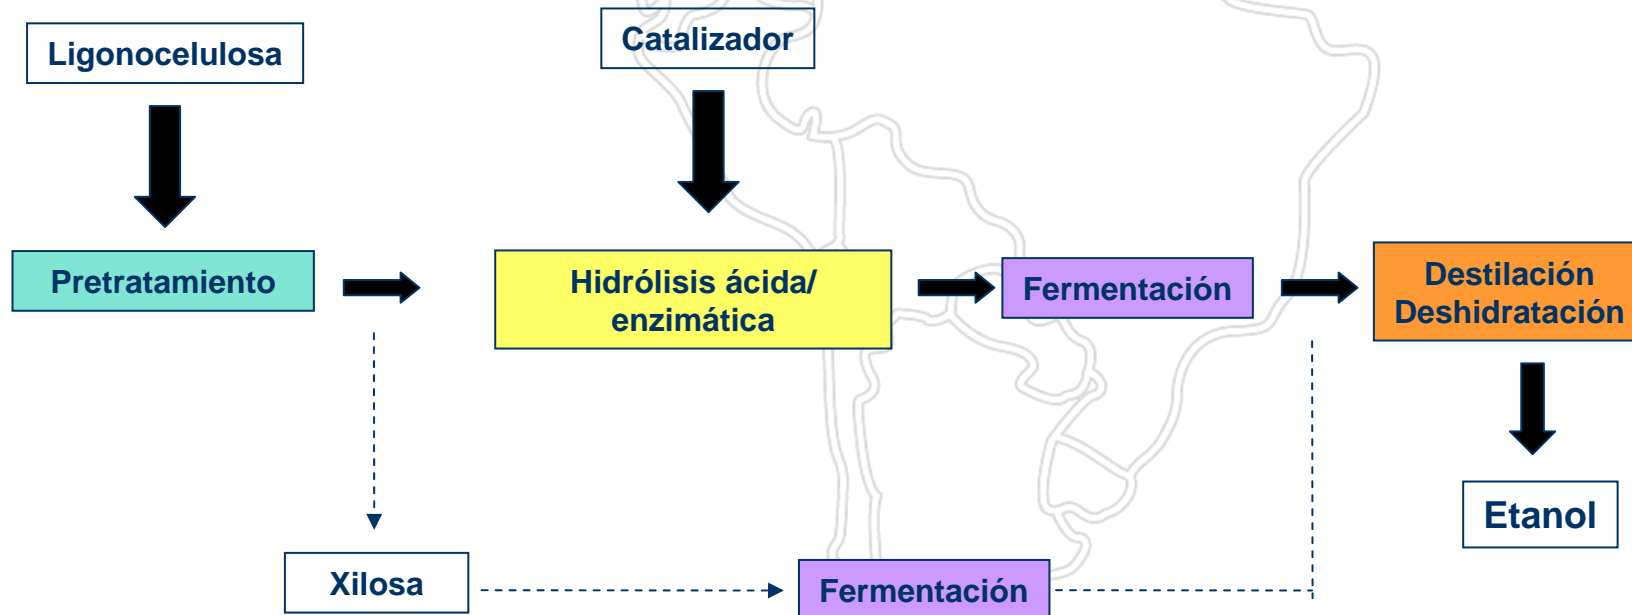 Ligonocelulosa
Catalizador
Pretratamiento
Hidrólisis ácida/
enzimática
Fermentación
Destilación
Deshidratación
Etanol
Xilosa
Fermentación